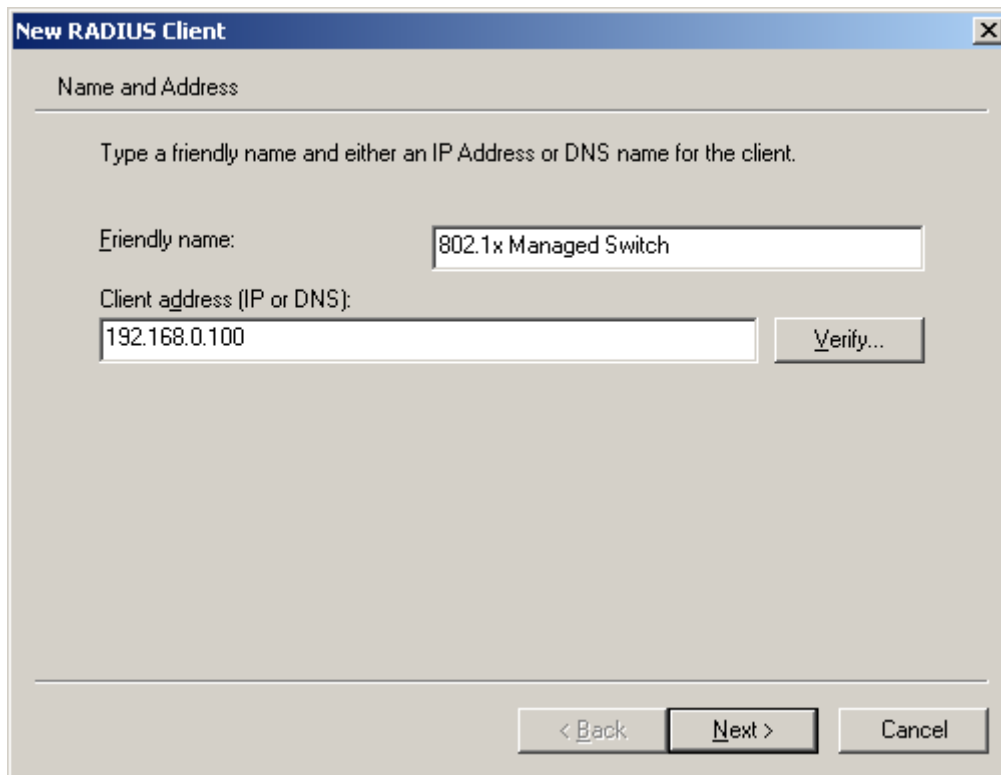 New RADIUS Client
Name and Address
Type a friendly name and either an IP Address or DNS name for the client.
Friendly name:
802.1x Managed Switch
Client address (IP or DNS):
192.168.0.100
Verify...
< Back
Next >
Cancel